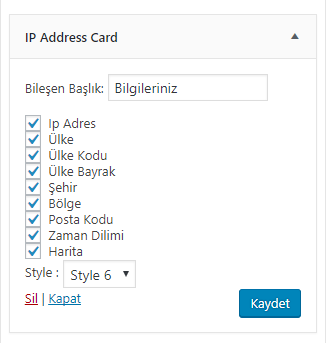 IP Address Card
Bileşen Başlık: Bilgileriniz
Ip Adres
Ülke
Ülke Kodu
Ülke Bayrak
Şehir
Bölge
Posta Kodu
Zaman Dilimi
Harita
Style : Style 6
Sil | Kapat
Kaydet